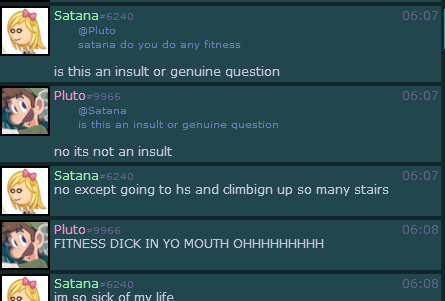 Satana#6240 06:07
@Pluto
satana do you do any fitness
is this an insult or genuine question
Pluto#9966 06:07
@Satana
is this an insult or genuine question
no its not an insult
Satana#6240 06:07
no except going to hs and climbign up so many stairs
Pluto#9966 06:08
FITNESS DICK IN YO MOUTH OHHHHHHHHHH
Satana#6240 06:08
im so sick of my life